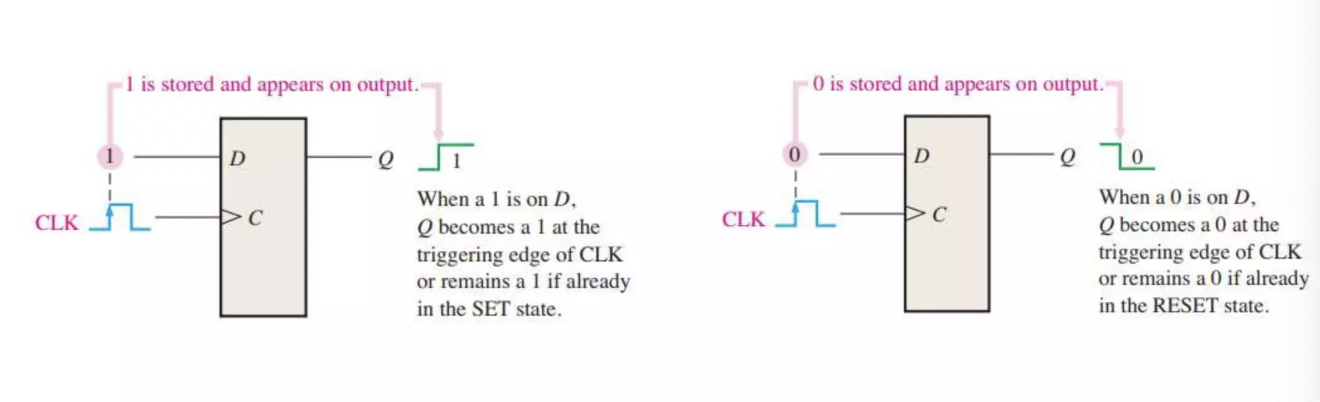 1 is stored and appears on output.
1
D
Q
1
CLK
C
When a 1 is on D,
Q becomes a 1 at the
triggering edge of CLK
or remains a 1 if already
in the SET state.
0 is stored and appears on output.
0
D
Q
0
CLK
C
When a 0 is on D,
Q becomes a 0 at the
triggering edge of CLK
or remains a 0 if already
in the RESET state.